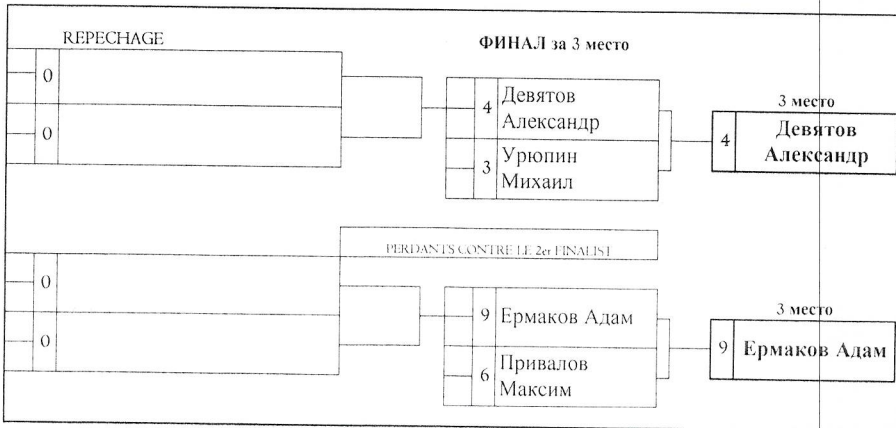 REPECHAGE
ФИНАЛ за 3 место
0
0
4
Девятов
Александр
3
Урюпин
Михаил
3 место
4
Девятов
Александр
PERDANTS CONTRE LE 2er FINALIST
0
0
9
Ермаков Адам
6
Привалов
Максим
3 место
9
Ермаков Адам